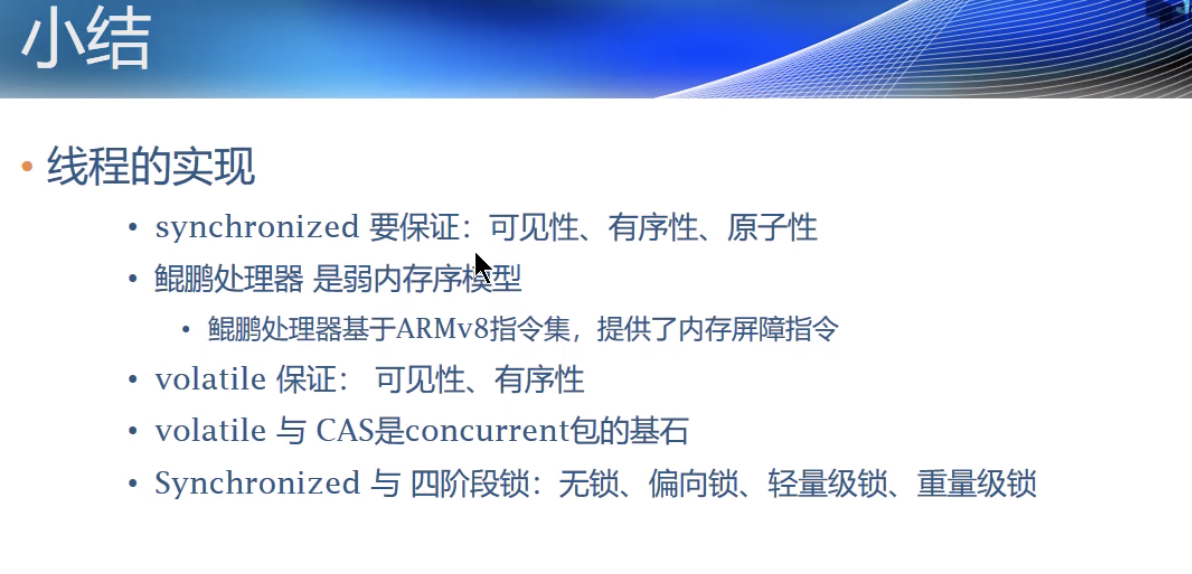 小结
• 线程的实现
• synchronized 要保证：可见性、有序性、原子性
• 鲲鹏处理器 是弱内存序模型
• 鲲鹏处理器基于ARMv8指令集，提供了内存屏障指令
• volatile 保证： 可见性、有序性
• volatile 与 CAS是concurrent包的基石
• Synchronized 与 四阶段锁：无锁、偏向锁、轻量级锁、重量级锁